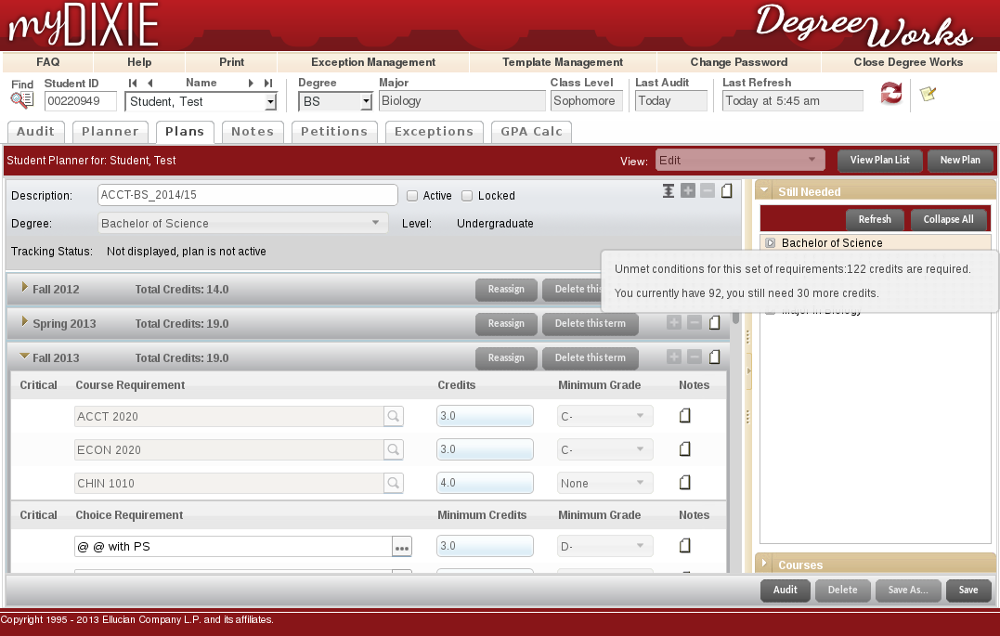 myDIXIE
DegreeWorks
FAQ Help Print Exception Management Template Management Change Password Close Degree Works
Find Student ID Name Degree Major Class Level Last Audit Last Refresh
00220949 Student, Test BS Biology Sophomore Today Today at 5:45 am
Audit Planner Plans Notes Petitions Exceptions GPA Calc
Student Planner for: Student, Test View: Edit View Plan List New Plan
Description: ACCT-BS_2014/15 Active Locked
Degree: Bachelor of Science Level: Undergraduate
Tracking Status: Not displayed, plan is not active
Still Needed
Refresh Collapse All
Bachelor of Science
Unmet conditions for this set of requirements:122 credits are required.
You currently have 92, you still need 30 more credits.
Major in Biology
Fall 2012 Total Credits: 14.0 Reassign Delete this
Spring 2013 Total Credits: 19.0 Reassign Delete this term
Fall 2013 Total Credits: 19.0 Reassign Delete this term
Critical Course Requirement Credits Minimum Grade Notes
ACCT 2020 3.0 C-
ECON 2020 3.0 C-
CHIN 1010 4.0 None
Critical Choice Requirement Minimum Credits Minimum Grade Notes
@ @ with PS ... 3.0 D-
Courses
Audit Delete Save As... Save
Copyright 1995 - 2013 Ellucian Company L.P. and its affiliates.